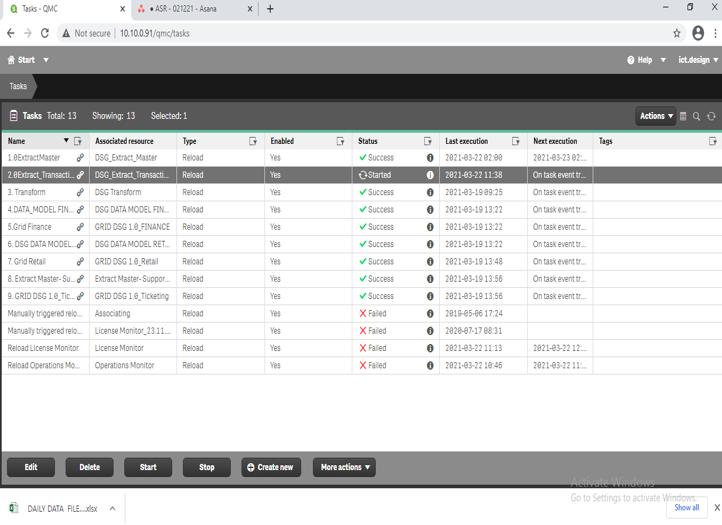 Tasks - QMC
• ASR - 021221 - Asana
Not secure | 10.10.0.91/qmc/tasks
Start
Help
ict.design
Tasks
Tasks Total: 13 Showing: 13 Selected: 1
Actions
Name Associated resource Type Enabled Status Last execution Next execution Tags
1.0ExtractMaster DSG_Extract_Master Reload Yes Success 2021-03-22 02:00 2021-03-23 02:...
2.0Extract_Transacti... DSG_Extract_Transacti... Reload Yes Started 2021-03-22 11:38 On task event tr...
3. Transform DSG Transform Reload Yes Success 2021-03-19 09:25 On task event tr...
4.DATA_MODEL FIN... DSG DATA MODEL FIN... Reload Yes Success 2021-03-19 13:22 On task event tr...
5.Grid Finance GRID DSG 1.0_FINANCE Reload Yes Success 2021-03-19 13:22 On task event tr...
6. DSG DATA MODEL... DSG DATA MODEL RET... Reload Yes Success 2021-03-19 13:22 On task event tr...
7. Grid Retail GRID DSG 1.0_Retail Reload Yes Success 2021-03-19 13:48 On task event tr...
8. Extract Master- Su... Extract Master- Suppor... Reload Yes Success 2021-03-19 13:56 On task event tr...
9. GRID DSG 1.0_Tic... GRID DSG 1.0_Ticketing Reload Yes Success 2021-03-19 13:56 On task event tr...
Manually triggered relo... Associating Reload Yes Failed 2019-05-06 17:24
Manually triggered relo... License Monitor_23.11.... Reload Yes Failed 2020-07-17 08:31
Reload License Monitor License Monitor Reload Yes Failed 2021-03-22 11:13 2021-03-22 12:...
Reload Operations Mo... Operations Monitor Reload Yes Failed 2021-03-22 10:46 2021-03-22 11:...
Edit Delete Start Stop Create new More actions
Activate Windows
Go to Settings to activate Windows.
DAILY DATA FILE....xlsx
Show all